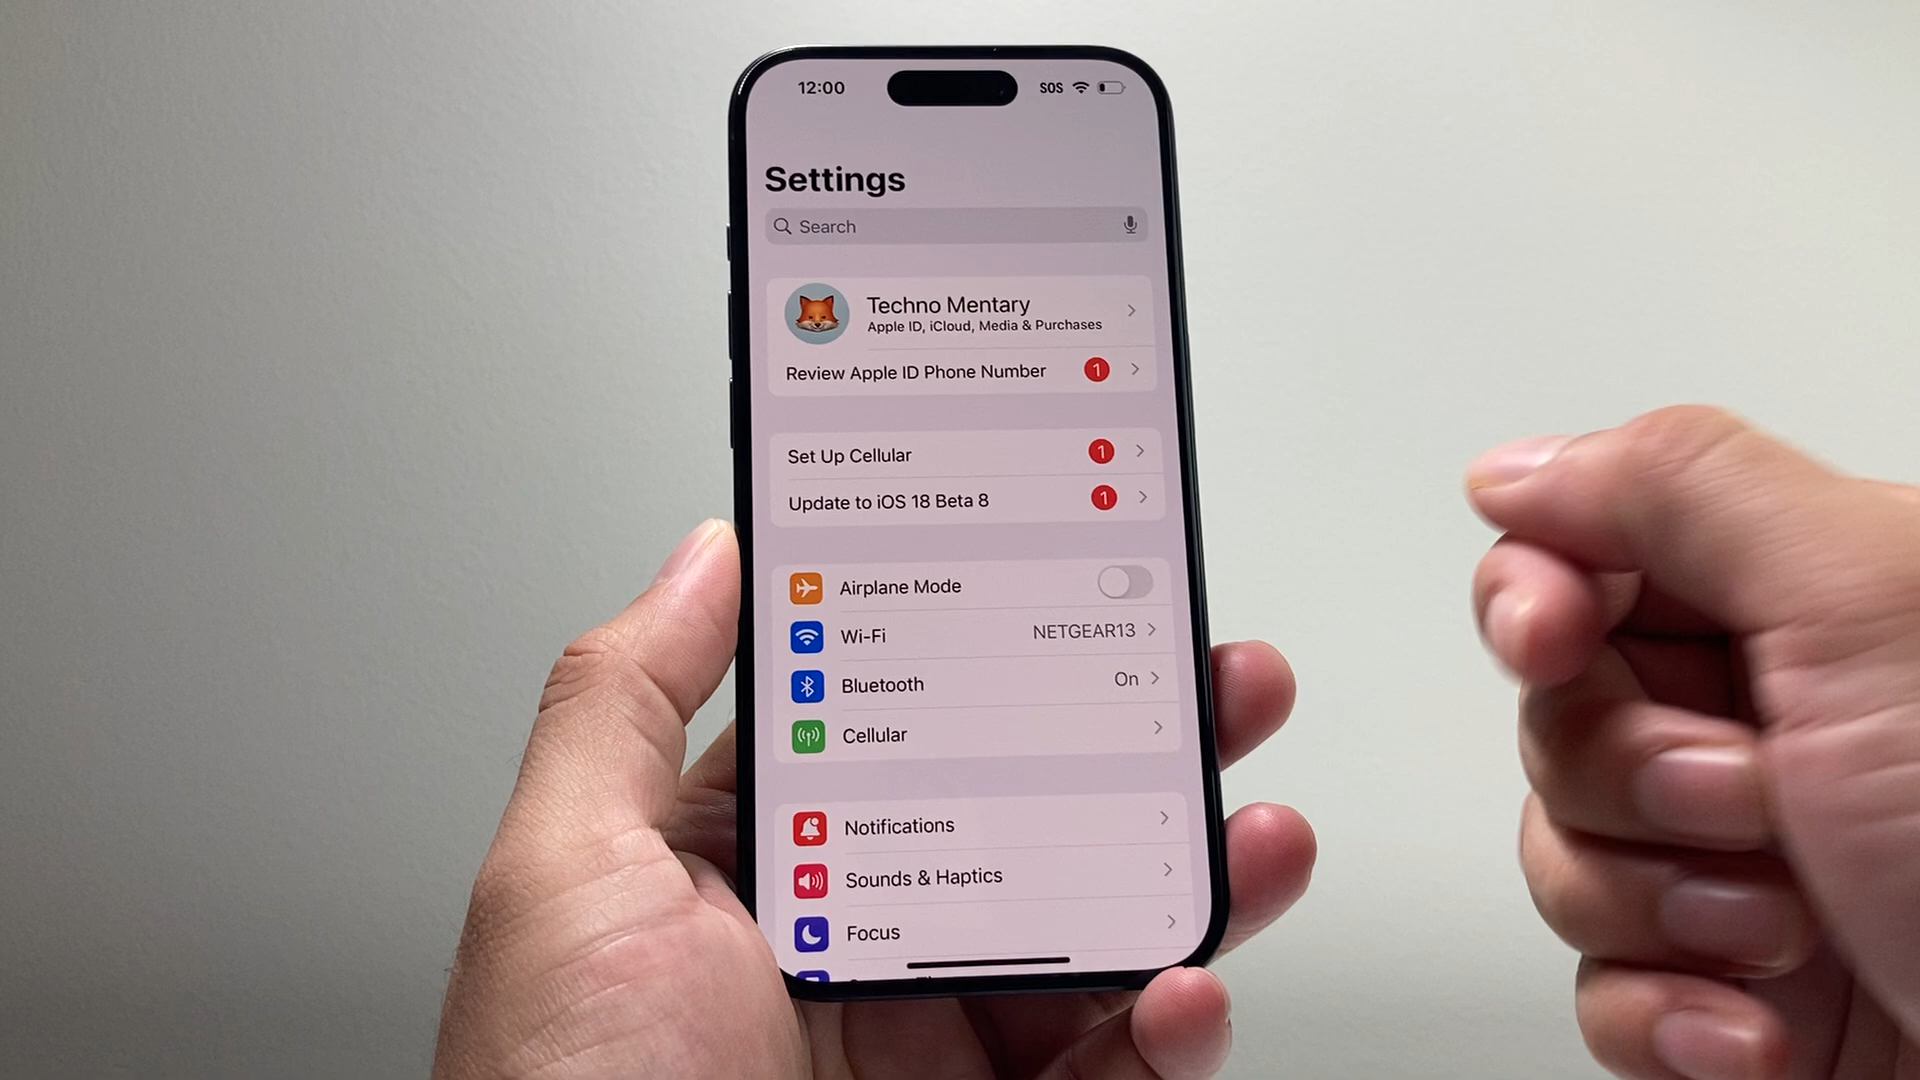 12:00 SOS
Settings
Search
Techno Mentary
Apple ID, iCloud, Media & Purchases
Review Apple ID Phone Number 1
Set Up Cellular 1
Update to iOS 18 Beta 8 1
Airplane Mode
Wi-Fi NETGEAR13
Bluetooth On
Cellular
Notifications
Sounds & Haptics
Focus